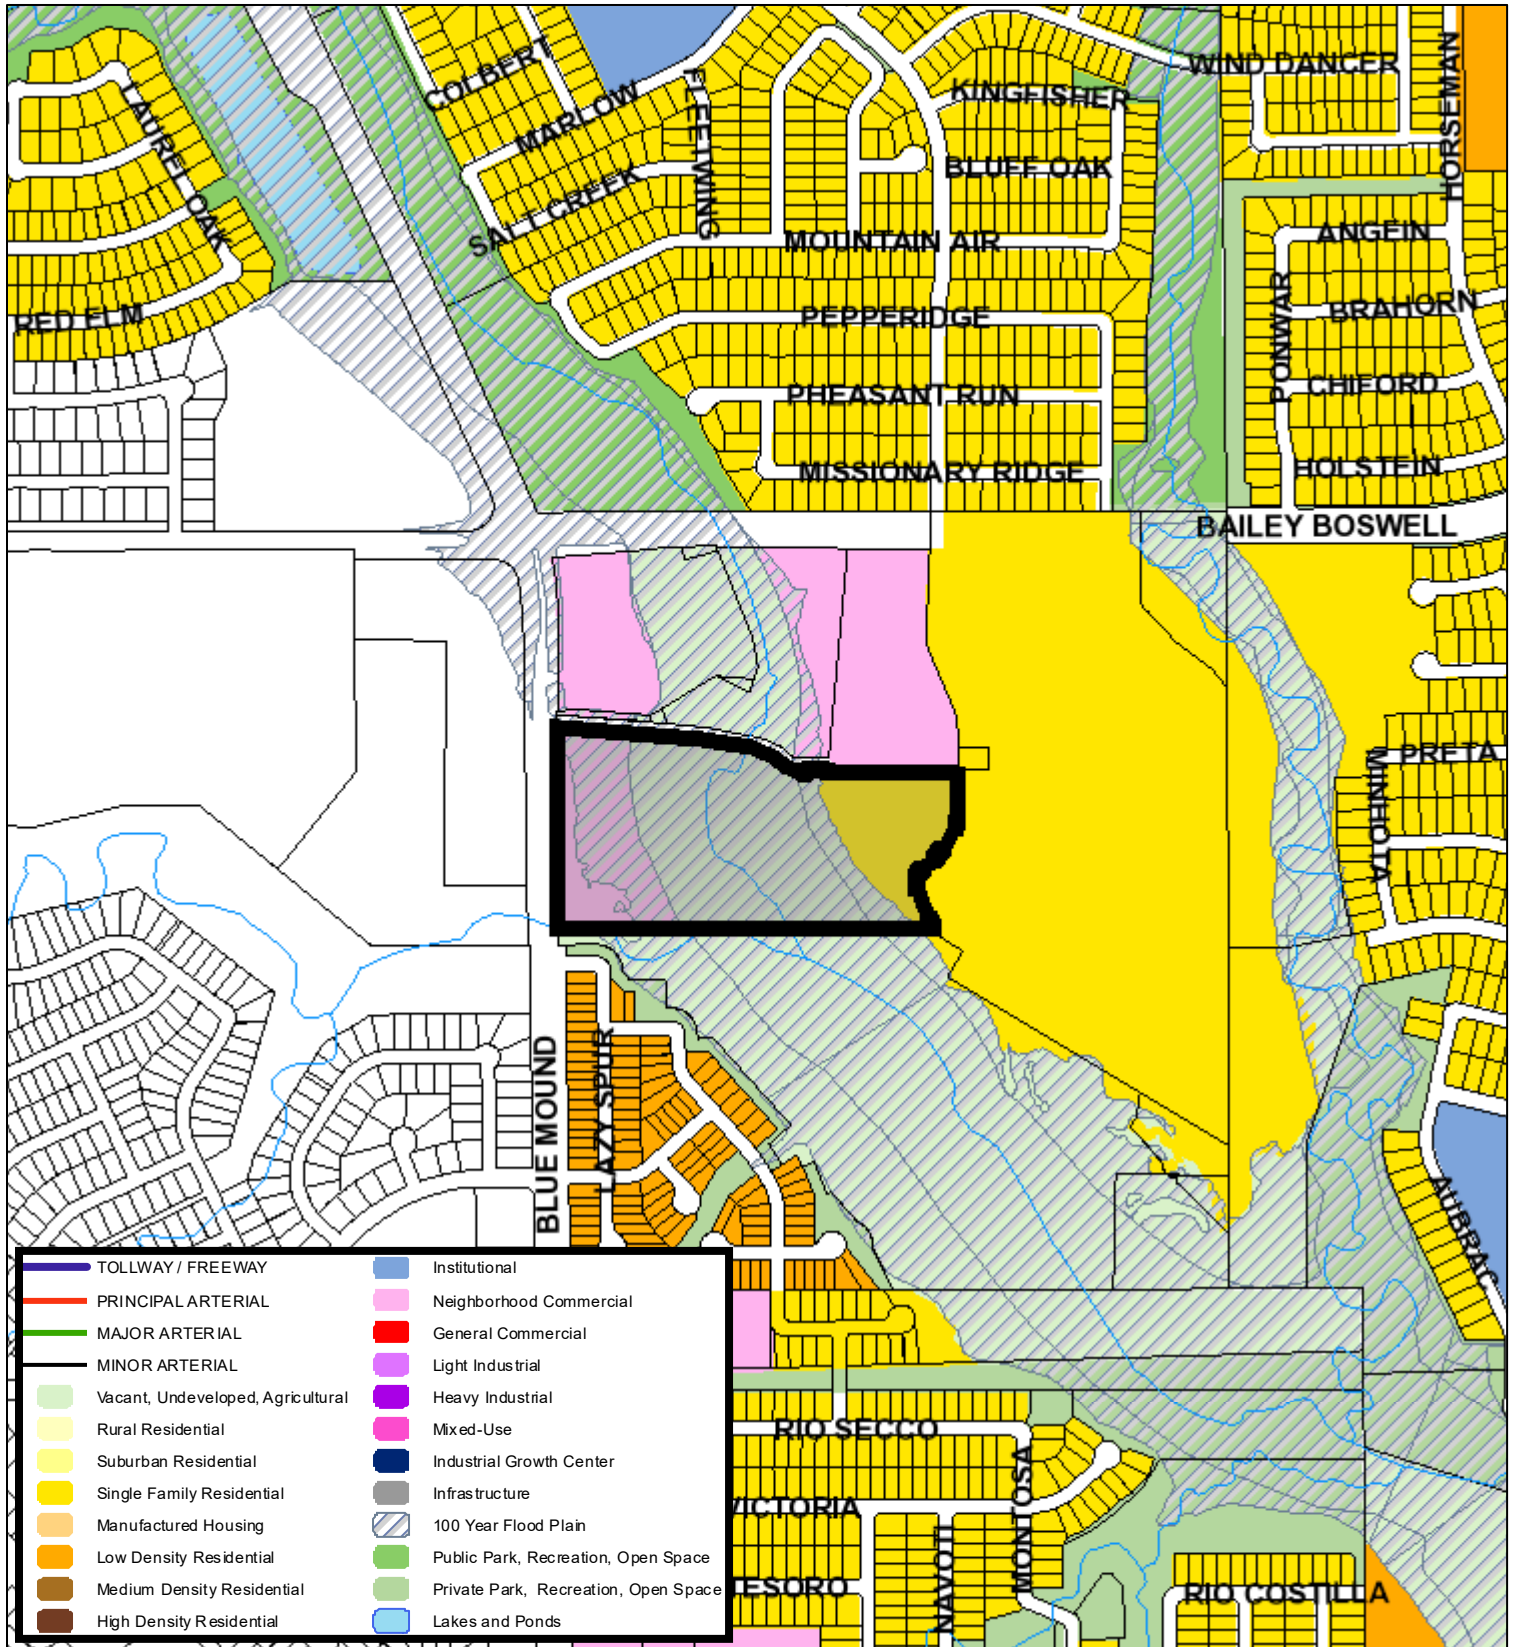 COLBERT
MARLOW
FLEETWING
SALT CREEK
LAUREL OAK
RED ELM
WIND DANCER
KINGFISHER
BLUFF OAK
HORSEMAN
MOUNTAIN AIR
ANGEIN
PEPPERIDGE
PONWAR
BRAHORN
PHEASANT RUN
CHIFORD
MISSIONARY RIDGE
HOLSTEIN
BAILEY BOSWELL
PRETA
MINHOTA
BLUE MOUND
LAZY SPUR
AUBRAC
RIO SECCO
VICTORIA
MONTOSA
NAVOTI
TESORO
RIO COSTILLA
TOLLWAY / FREEWAY
PRINCIPAL ARTERIAL
MAJOR ARTERIAL
MINOR ARTERIAL
Vacant, Undeveloped, Agricultural
Rural Residential
Suburban Residential
Single Family Residential
Manufactured Housing
Low Density Residential
Medium Density Residential
High Density Residential
Institutional
Neighborhood Commercial
General Commercial
Light Industrial
Heavy Industrial
Mixed-Use
Industrial Growth Center
Infrastructure
100 Year Flood Plain
Public Park, Recreation, Open Space
Private Park, Recreation, Open Space
Lakes and Ponds